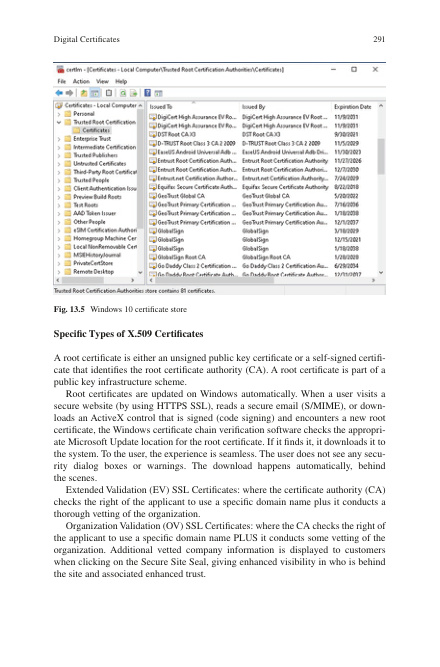 Digital Certificates 291
certlm - [Certificates - Local Computer\Trusted Root Certification Authorities\Certificates]
File Action View Help
Certificates - Local Computer
Personal
Trusted Root Certification
Certificates
Enterprise Trust
Intermediate Certification
Trusted Publishers
Untrusted Certificates
Third-Party Root Certificat
Trusted People
Client Authentication Issu
Preview Build Roots
Test Roots
AAD Token Issuer
Other People
eSIM Certification Authori
Homegroup Machine Cer
Local NonRemovable Cert
MSIEHistoryJournal
PrivateCertStore
Remote Desktop
Issued To Issued By Expiration Date
DigiCert High Assurance EV Ro... DigiCert High Assurance EV Root ... 11/9/2031
DigiCert High Assurance EV Ro... DigiCert High Assurance EV Root ... 11/9/2031
DST Root CA X3 DST Root CA X3 9/30/2021
D-TRUST Root Class 3 CA 2 2009 D-TRUST Root Class 3 CA 2 2009 11/5/2029
Entrust Root Certification Auth... Entrust Root Certification Authority 11/27/2026
Entrust Root Certification Auth... Entrust Root Certification Authori... 12/7/2030
Entrust.net Certification Author... Entrust.net Certification Authority 7/24/2029
Equifax Secure Certificate Auth... Equifax Secure Certificate Authority 8/22/2018
GeoTrust Global CA GeoTrust Global CA 5/20/2022
GeoTrust Primary Certification ... GeoTrust Primary Certification Au... 7/16/2036
GeoTrust Primary Certification ... GeoTrust Primary Certification Au... 1/18/2038
GeoTrust Primary Certification ... GeoTrust Primary Certification Au... 12/1/2037
GlobalSign GlobalSign 3/18/2029
GlobalSign GlobalSign 12/15/2021
GlobalSign GlobalSign 1/18/2038
GlobalSign Root CA GlobalSign Root CA 1/28/2028
Go Daddy Class 2 Certification ... Go Daddy Class 2 Certification Au... 6/29/2034
Go Daddy Root Certificate Auth... Go Daddy Root Certificate Authori... 12/31/2037
Trusted Root Certification Authorities store contains 81 certificates.
Fig. 13.5 Windows 10 certificate store
Specific Types of X.509 Certificates
A root certificate is either an unsigned public key certificate or a self-signed certifi-
cate that identifies the root certificate authority (CA). A root certificate is part of a
public key infrastructure scheme.
Root certificates are updated on Windows automatically. When a user visits a
secure website (by using HTTPS SSL), reads a secure email (S/MIME), or down-
loads an ActiveX control that is signed (code signing) and encounters a new root
certificate, the Windows certificate chain verification software checks the appropri-
ate Microsoft Update location for the root certificate. If it finds it, it downloads it to
the system. To the user, the experience is seamless. The user does not see any secu-
rity dialog boxes or warnings. The download happens automatically, behind
the scenes.
Extended Validation (EV) SSL Certificates: where the certificate authority (CA)
checks the right of the applicant to use a specific domain name plus it conducts a
thorough vetting of the organization.
Organization Validation (OV) SSL Certificates: where the CA checks the right of
the applicant to use a specific domain name PLUS it conducts some vetting of the
organization. Additional vetted company information is displayed to customers
when clicking on the Secure Site Seal, giving enhanced visibility in who is behind
the site and associated enhanced trust.